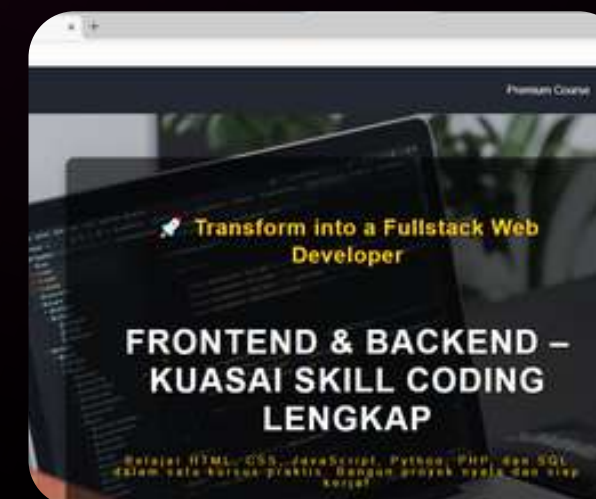 Premium Course
🚀 Transform into a Fullstack Web
Developer
FRONTEND & BACKEND –
KUASAI SKILL CODING
LENGKAP
Belajar HTML, CSS, JavaScript, Python, PHP, dan SQL
dalam satu kursus praktis. Bangun proyek nyata dan siap
kerja!